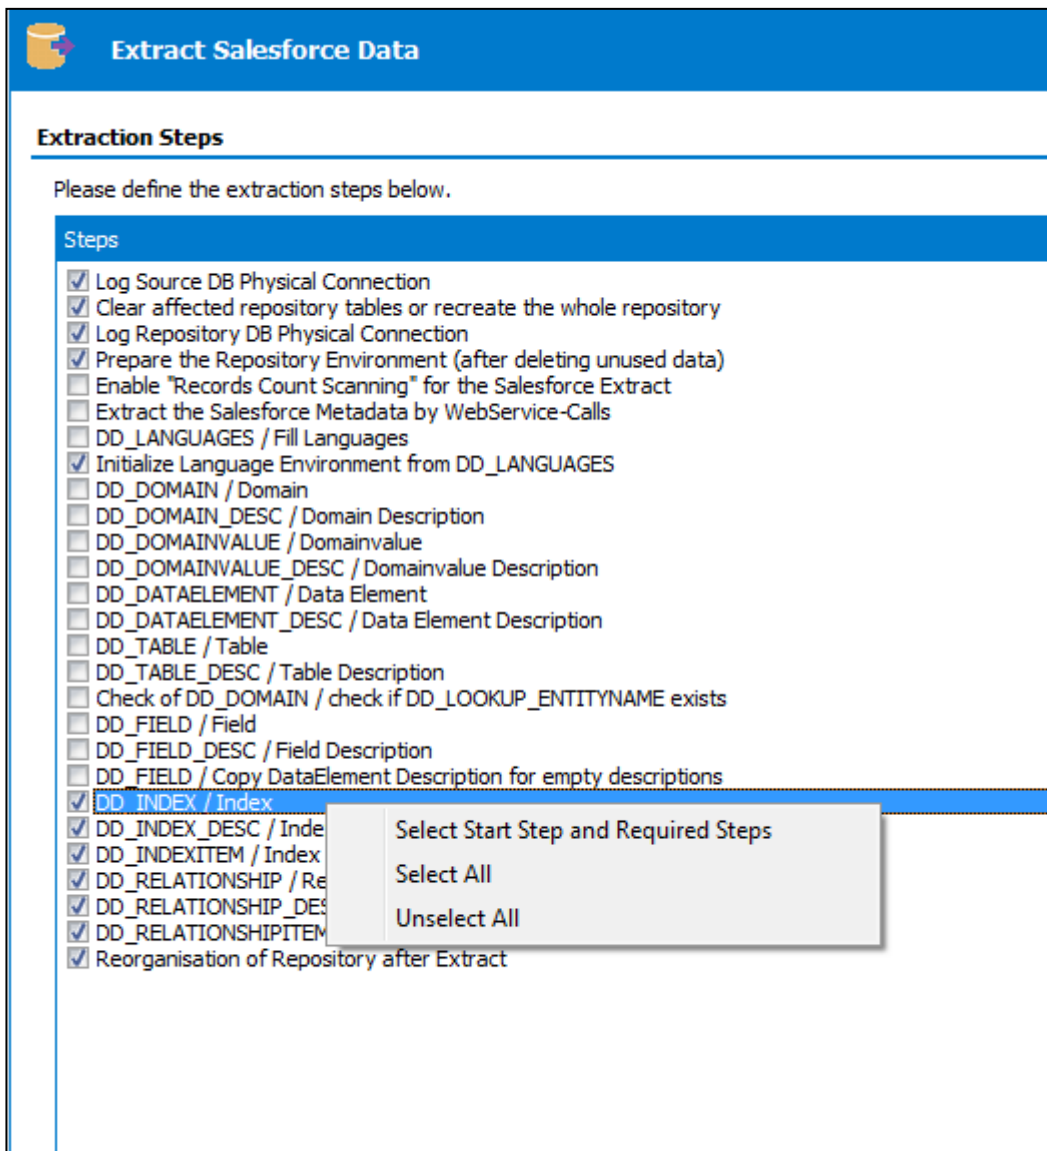 Extract Salesforce Data
Extraction Steps
Please define the extraction steps below.
Steps
Log Source DB Physical Connection
Clear affected repository tables or recreate the whole repository
Log Repository DB Physical Connection
Prepare the Repository Environment (after deleting unused data)
Enable "Records Count Scanning" for the Salesforce Extract
Extract the Salesforce Metadata by WebService-Calls
DD_LANGUAGES / Fill Languages
Initialize Language Environment from DD_LANGUAGES
DD_DOMAIN / Domain
DD_DOMAIN_DESC / Domain Description
DD_DOMAINVALUE / Domainvalue
DD_DOMAINVALUE_DESC / Domainvalue Description
DD_DATAELEMENT / Data Element
DD_DATAELEMENT_DESC / Data Element Description
DD_TABLE / Table
DD_TABLE_DESC / Table Description
Check of DD_DOMAIN / check if DD_LOOKUP_ENTITYNAME exists
DD_FIELD / Field
DD_FIELD_DESC / Field Description
DD_FIELD / Copy DataElement Description for empty descriptions
DD_INDEX / Index
DD_INDEX_DESC / Inde
DD_INDEXITEM / Index
DD_RELATIONSHIP / Re
DD_RELATIONSHIP_DES
DD_RELATIONSHIPITEM
Reorganisation of Repository after Extract
Select Start Step and Required Steps
Select All
Unselect All